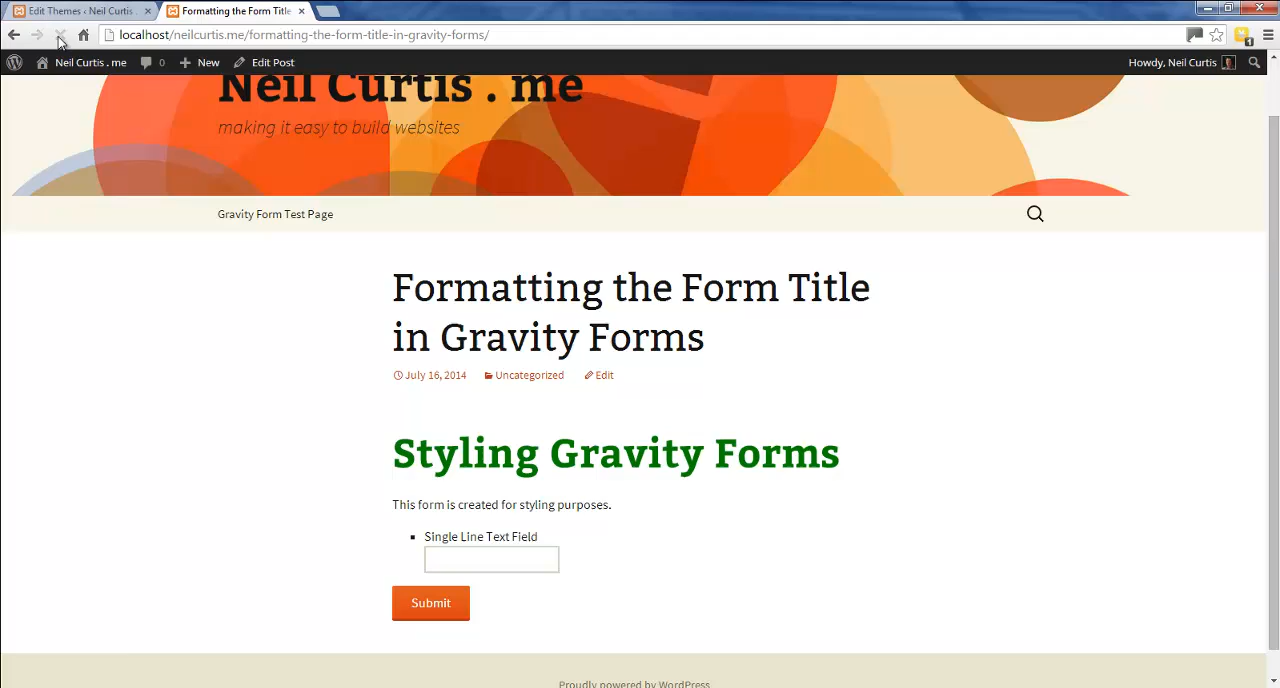 Edit Themes ‹ Neil Curtis .
Formatting the Form Title
localhost/neilcurtis.me/formatting-the-form-title-in-gravity-forms/
1
Neil Curtis . me
0
New
Edit Post
Howdy, Neil Curtis
Neil Curtis . me
making it easy to build websites
Gravity Form Test Page
Formatting the Form Title
in Gravity Forms
July 16, 2014
Uncategorized
Edit
Styling Gravity Forms
This form is created for styling purposes.
Single Line Text Field
Submit
Proudly powered by WordPress